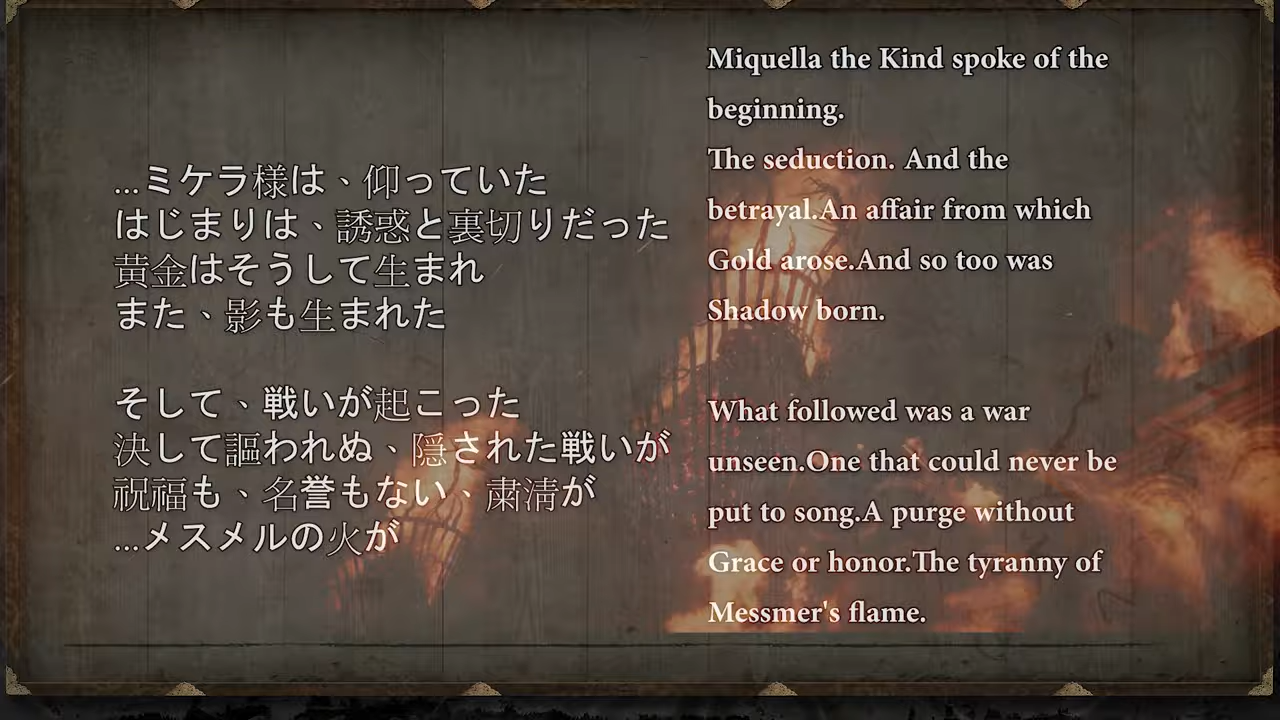 ...ミケラ様は、仰っていた
はじまりは、誘惑と裏切りだった
黄金はそうして生まれ
また、影も生まれた
そして、戦いが起こった
決して謳われぬ、隠された戦いが
祝福も、名誉もない、粛清が
...メスメルの火が
Miquella the Kind spoke of the
beginning.
The seduction. And the
betrayal.An affair from which
Gold arose.And so too was
Shadow born.
What followed was a war
unseen.One that could never be
put to song.A purge without
Grace or honor.The tyranny of
Messmer's flame.